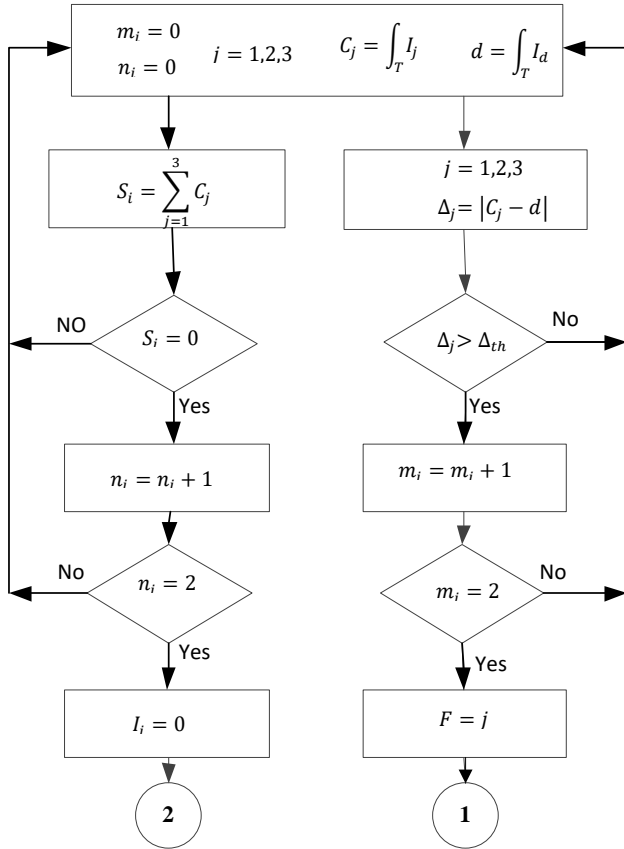 m_i = 0
n_i = 0
j = 1,2,3
C_j = ∫_T I_j
d = ∫_T I_d
S_i = ∑_{j=1}^{3} C_j
j = 1,2,3
Δ_j = |C_j − d|
NO
S_i = 0
Yes
Δ_j > Δ_{th}
No
Yes
n_i = n_i + 1
m_i = m_i + 1
No
n_i = 2
Yes
m_i = 2
No
Yes
I_i = 0
F = j
2
1